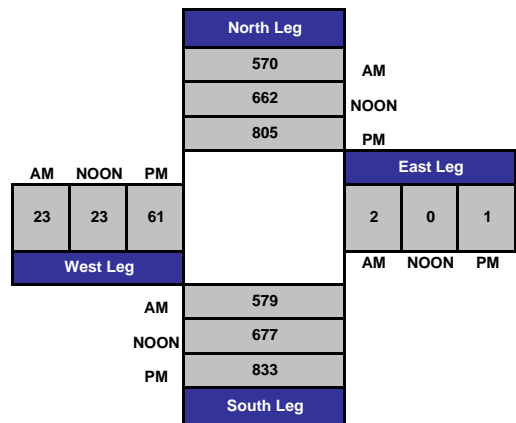 North Leg
570 AM
662 NOON
805 PM
East Leg
AM NOON PM
23 23 61
2 0 1
West Leg
AM NOON PM
AM 579
NOON 677
PM 833
South Leg